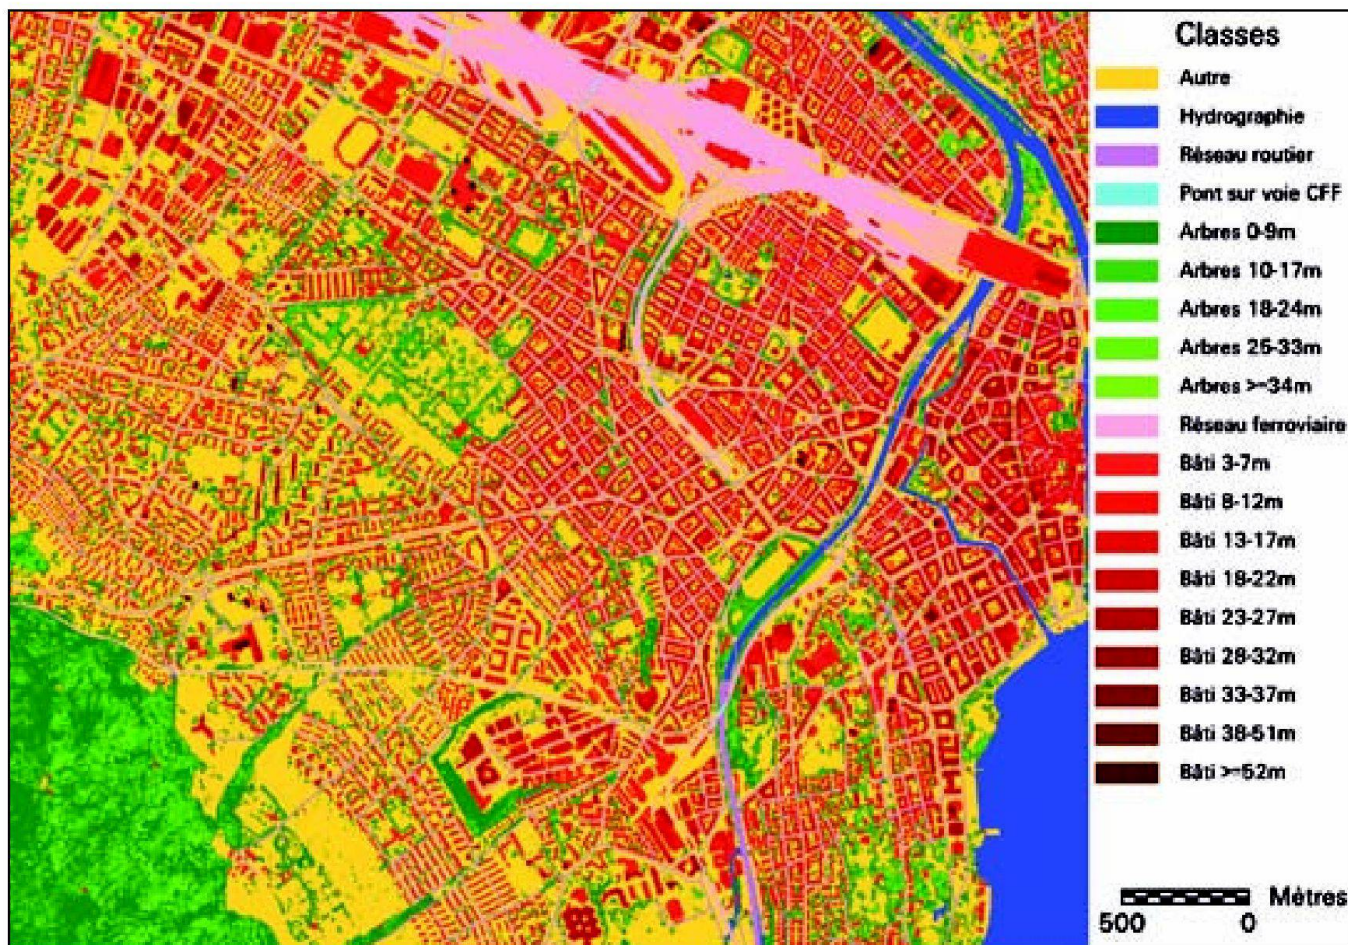 Classes
Autre
Hydrographie
Réseau routier
Pont sur voie CFF
Arbres 0-9m
Arbres 10-17m
Arbres 18-24m
Arbres 25-33m
Arbres >=34m
Réseau ferroviaire
Bâti 3-7m
Bâti 8-12m
Bâti 13-17m
Bâti 18-22m
Bâti 23-27m
Bâti 28-32m
Bâti 33-37m
Bâti 38-51m
Bâti >=52m
Mètres
500 0